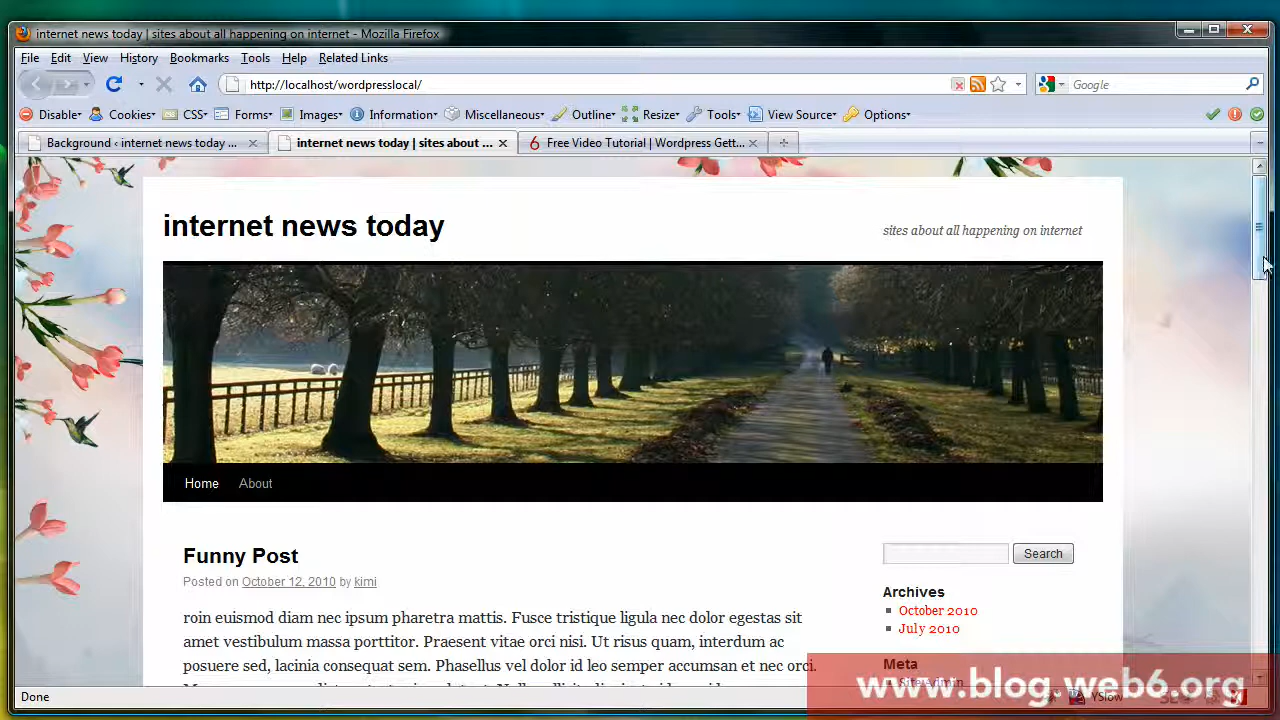 internet news today | sites about all happening on internet - Mozilla Firefox
File Edit View History Bookmarks Tools Help Related Links
http://localhost/wordpresslocal/ Google
Disable Cookies CSS Forms Images Information Miscellaneous Outline Resize Tools View Source Options
Background ‹ internet news today ... internet news today | sites about ... Free Video Tutorial | Wordpress Gett...
internet news today
sites about all happening on internet
Home About
Funny Post
Posted on October 12, 2010 by kimi
roin euismod diam nec ipsum pharetra mattis. Fusce tristique ligula nec dolor egestas sit
amet vestibulum massa porttitor. Praesent vitae orci nisi. Ut risus quam, interdum ac
posuere sed, lacinia consequat sem. Phasellus vel dolor id leo semper accumsan et nec orci.
Search
Archives
October 2010
July 2010
Meta
Site Admin
www.blog.web6.org
Done YSlow